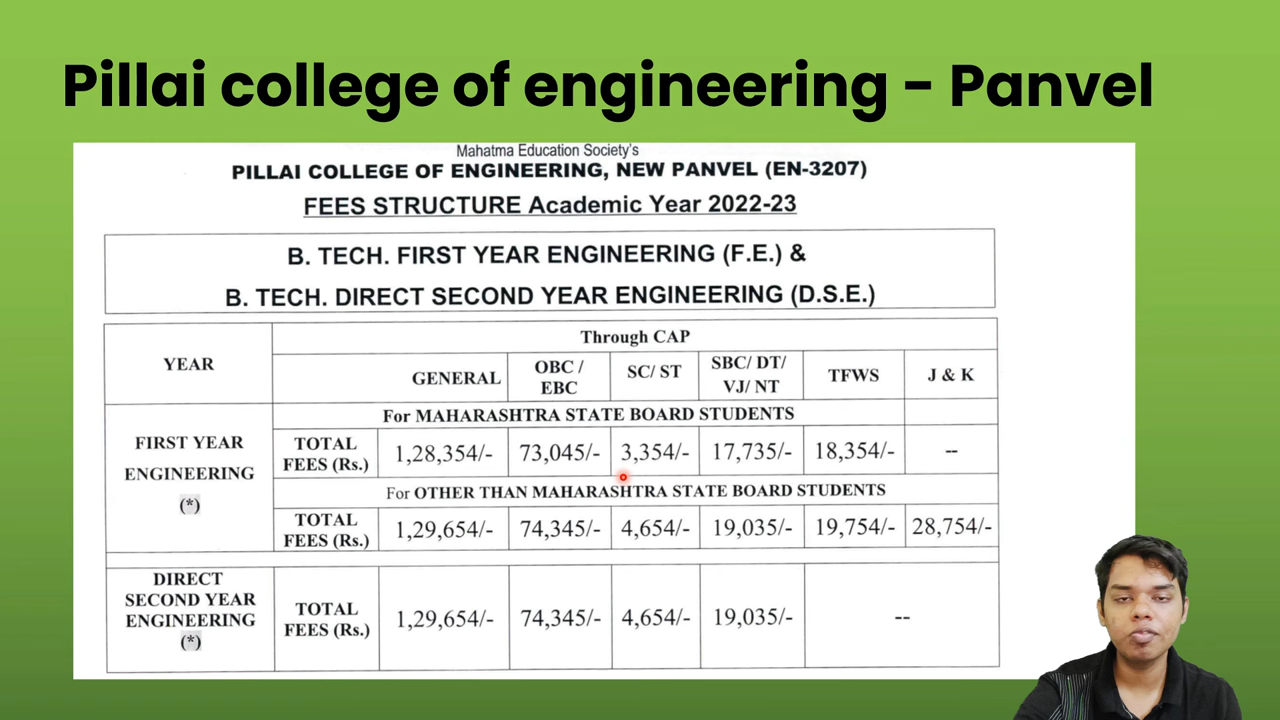 Pillai college of engineering - Panvel
Mahatma Education Society's
PILLAI COLLEGE OF ENGINEERING, NEW PANVEL (EN-3207)
FEES STRUCTURE Academic Year 2022-23
B. TECH. FIRST YEAR ENGINEERING (F.E.) &
B. TECH. DIRECT SECOND YEAR ENGINEERING (D.S.E.)
YEAR
Through CAP
GENERAL
OBC /
EBC
SC/ ST
SBC/ DT/
VJ/ NT
TFWS
J & K
FIRST YEAR
ENGINEERING
(*)
For MAHARASHTRA STATE BOARD STUDENTS
TOTAL
FEES (Rs.)
1,28,354/-
73,045/-
3,354/-
17,735/-
18,354/-
--
For OTHER THAN MAHARASHTRA STATE BOARD STUDENTS
TOTAL
FEES (Rs.)
1,29,654/-
74,345/-
4,654/-
19,035/-
19,754/-
28,754/-
DIRECT
SECOND YEAR
ENGINEERING
(*)
TOTAL
FEES (Rs.)
1,29,654/-
74,345/-
4,654/-
19,035/-
--